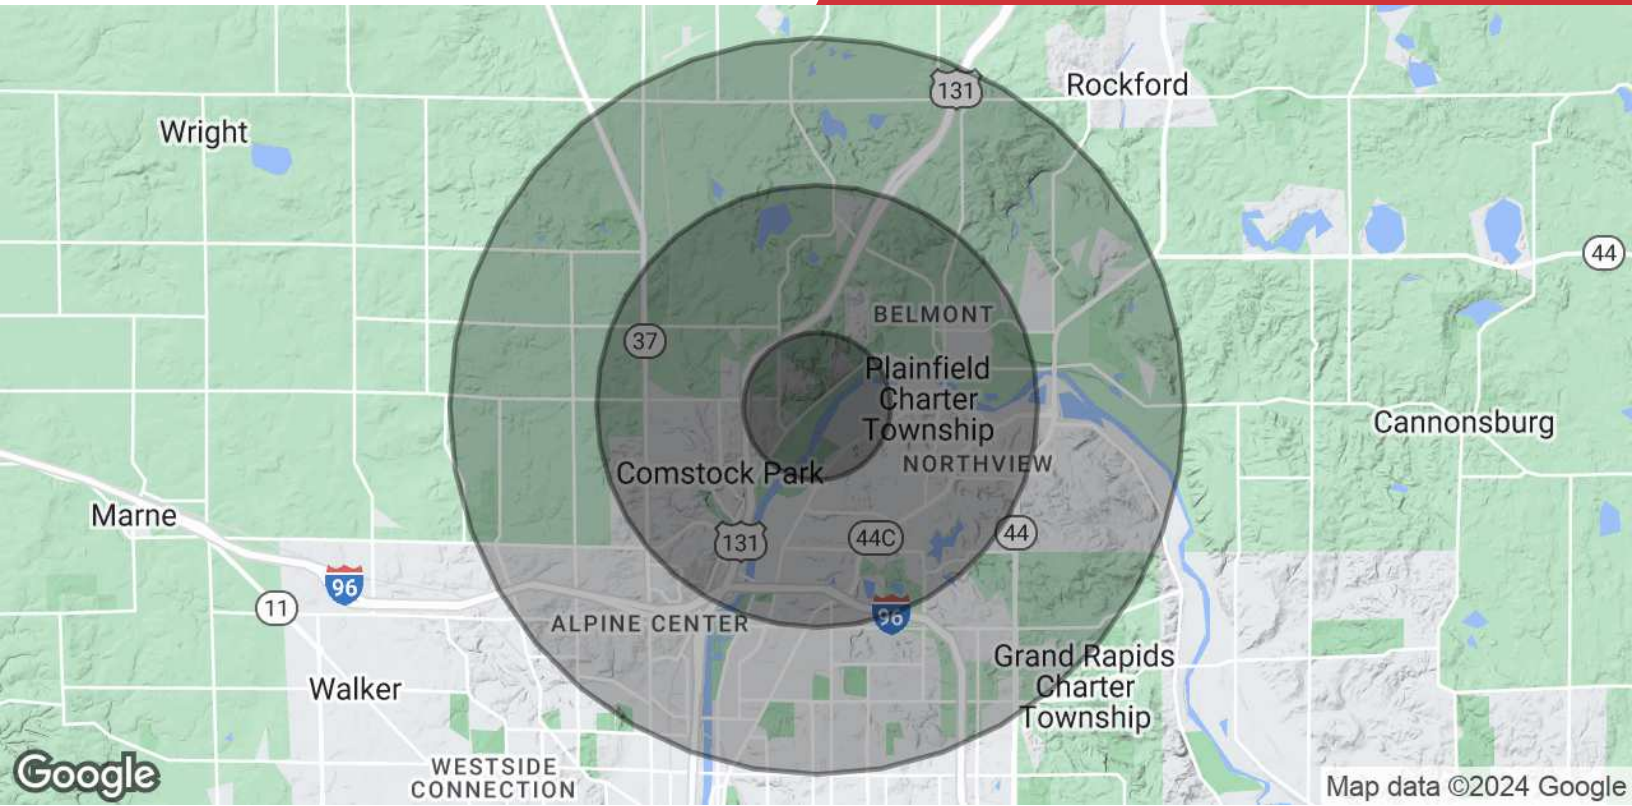 131
Rockford
Wright
44
BELMONT
37
Plainfield
Charter
Township
Cannonsburg
NORTHVIEW
Comstock Park
Marne
131
44C
44
96
11
96
ALPINE CENTER
Grand Rapids
Charter
Township
Walker
WESTSIDE
CONNECTION
Google
Map data ©2024 Google